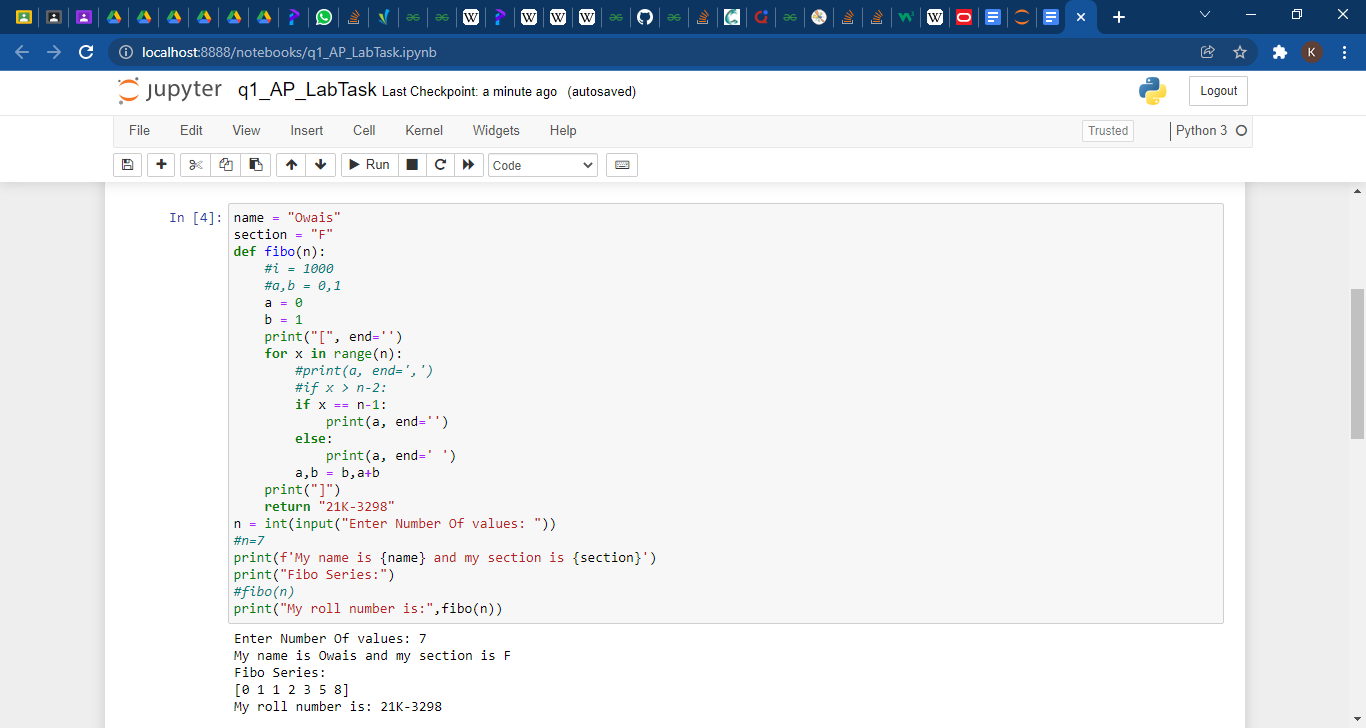 localhost:8888/notebooks/q1_AP_LabTask.ipynb
K
jupyter q1_AP_LabTask Last Checkpoint: a minute ago (autosaved)
Logout
File Edit View Insert Cell Kernel Widgets Help
Trusted
Python 3
Run
Code
In [4]:
name = "Owais"
section = "F"
def fibo(n):
    #i = 1000
    #a,b = 0,1
    a = 0
    b = 1
    print("[", end='')
    for x in range(n):
        #print(a, end=',')
        #if x > n-2:
        if x == n-1:
            print(a, end='')
        else:
            print(a, end=' ')
        a,b = b,a+b
    print("]")
    return "21K-3298"
n = int(input("Enter Number Of values: "))
#n=7
print(f'My name is {name} and my section is {section}')
print("Fibo Series:")
#fibo(n)
print("My roll number is:",fibo(n))
Enter Number Of values: 7
My name is Owais and my section is F
Fibo Series:
[0 1 1 2 3 5 8]
My roll number is: 21K-3298